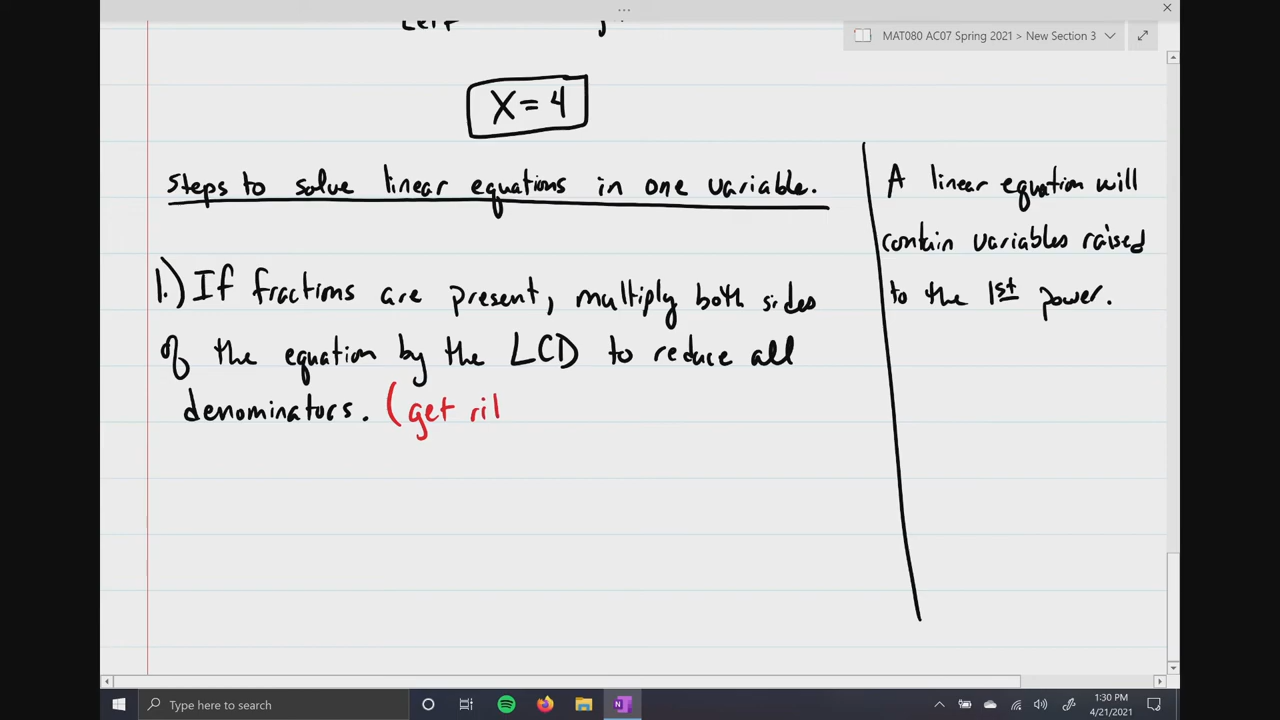 MAT080 AC07 Spring 2021 > New Section 3
X = 4
Steps to solve linear equations in one variable.
1.) If fractions are present, multiply both sides
of the equation by the LCD to reduce all
denominators. (get ril
A linear equation will
contain variables raised
to the 1st power.
Type here to search
1:30 PM
4/21/2021